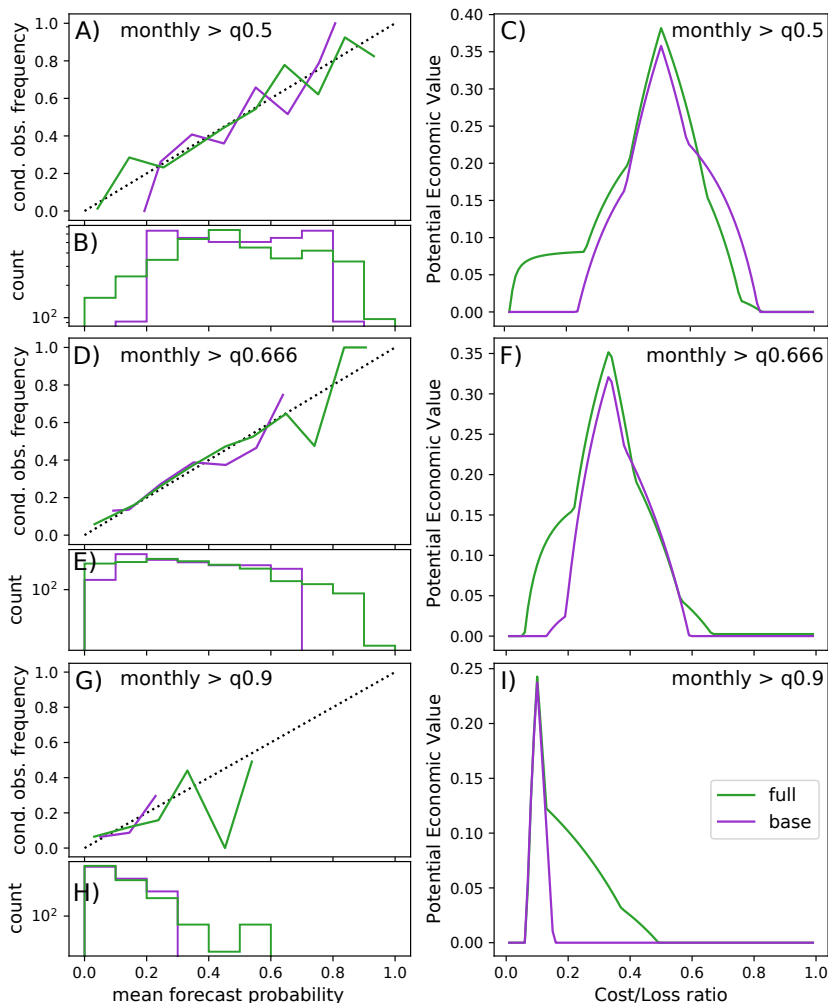 A) monthly > q0.5
cond. obs. frequency
1.0
0.8
0.6
0.4
0.2
0.0
B)
count
10²
C) monthly > q0.5
Potential Economic Value
0.40
0.35
0.30
0.25
0.20
0.15
0.10
0.05
0.00
D) monthly > q0.666
cond. obs. frequency
1.0
0.8
0.6
0.4
0.2
0.0
E)
count
10²
F) monthly > q0.666
Potential Economic Value
0.35
0.30
0.25
0.20
0.15
0.10
0.05
0.00
G) monthly > q0.9
cond. obs. frequency
1.0
0.8
0.6
0.4
0.2
0.0
H)
count
10²
0.0 0.2 0.4 0.6 0.8 1.0
mean forecast probability
I) monthly > q0.9
Potential Economic Value
0.25
0.20
0.15
0.10
0.05
0.00
full
base
0.0 0.2 0.4 0.6 0.8 1.0
Cost/Loss ratio